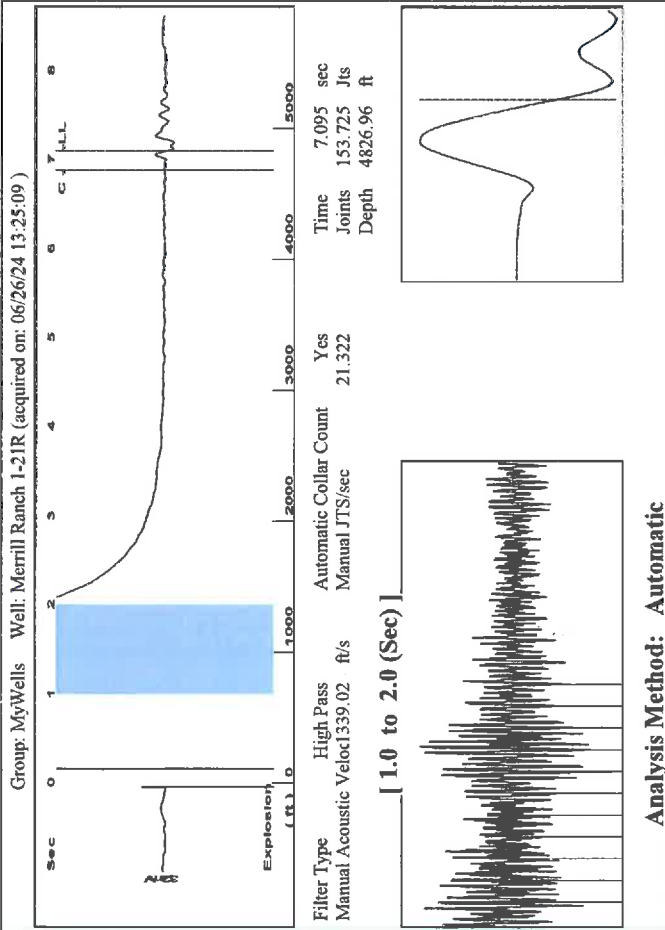 Group: MyWells Well: Merrill Ranch 1-21R (acquired on: 06/26/24 13:25:09 )
Sec 0 1 2 3 4 5 6 7 8
C LL
Explosion
( ft ) 0 1000 2000 3000 4000 5000
Filter Type High Pass Automatic Collar Count Yes Time 7.095 sec
Manual Acoustic Veloc1339.02 ft/s Manual JTS/sec 21.322 Joints 153.725 Jts
Depth 4826.96 ft
[ 1.0 to 2.0 (Sec) ]
Analysis Method: Automatic